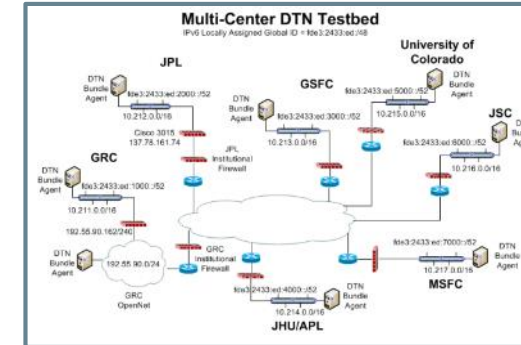 Multi-Center DTN Testbed
IPv6 Locally Assigned Global ID = fde3:2433:ed:/48
JPL
DTN
Bundle
Agent
fde3:2433:ed:2000::/52
10.212.0.0/16
Cisco 3015
137.78.161.74
JPL
Institutional
Firewall
GSFC
DTN
Bundle
Agent
fde3:2433:ed:3000::/52
10.213.0.0/16
University of
Colorado
DTN
Bundle
Agent
fde3:2433:ed:5000::/52
10.215.0.0/16
JSC
DTN
Bundle
Agent
fde3:2433:ed:6000::/52
10.216.0.0/16
GRC
DTN
Bundle
Agent
fde3:2433:ed:1000::/52
10.211.0.0/16
192.55.90.162/240
DTN
Bundle
Agent
192.55.90.0/24
GRC
OpenNet
GRC
Institutional
Firewall
fde3:2433:ed:4000::/52
10.214.0.0/16
DTN
Bundle
Agent
JHU/APL
fde3:2433:ed:7000::/52
10.217.0.0/16
DTN
Bundle
Agent
MSFC